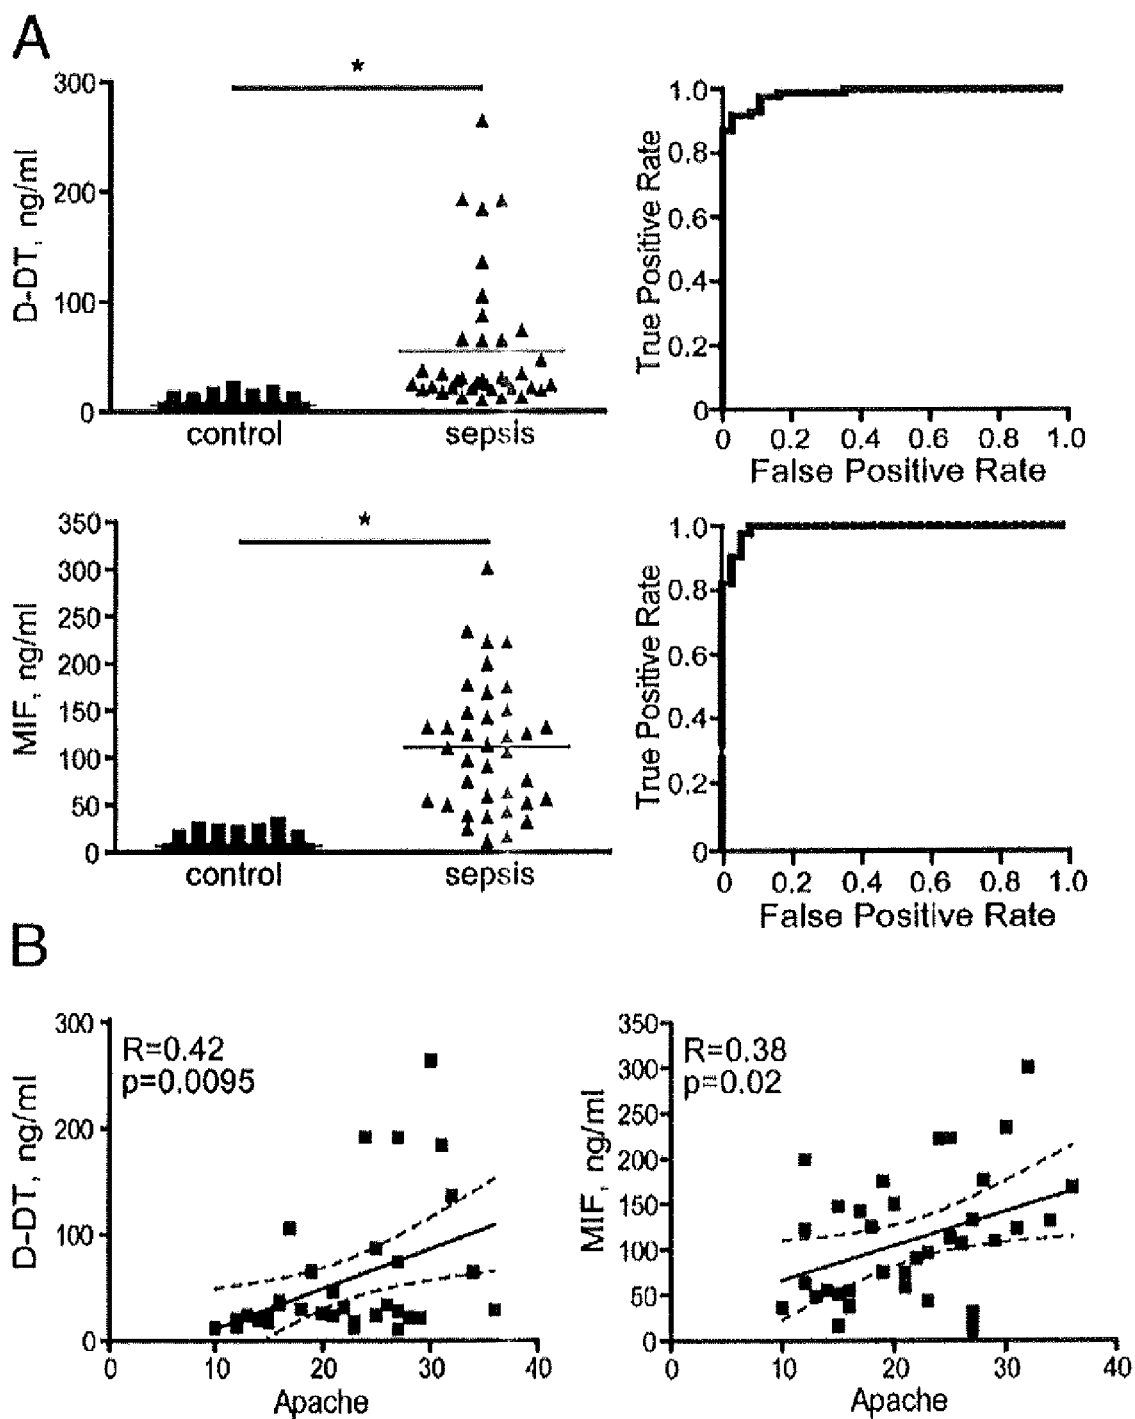 A
*
300
200
100
0
D-DT, ng/ml
control
sepsis
1.0
0.8
0.6
0.4
0.2
0
True Positive Rate
0 0.2 0.4 0.6 0.8 1.0
False Positive Rate
*
350
300
250
200
150
100
50
0
MIF, ng/ml
control
sepsis
1.0
0.8
0.6
0.4
0.2
0
True Positive Rate
0 0.2 0.4 0.6 0.8 1.0
False Positive Rate
B
300
200
100
0
D-DT, ng/ml
R=0.42
p=0.0095
0 10 20 30 40
Apache
350
300
250
200
150
100
50
0
MIF, ng/ml
R=0.38
p=0.02
0 10 20 30 40
Apache